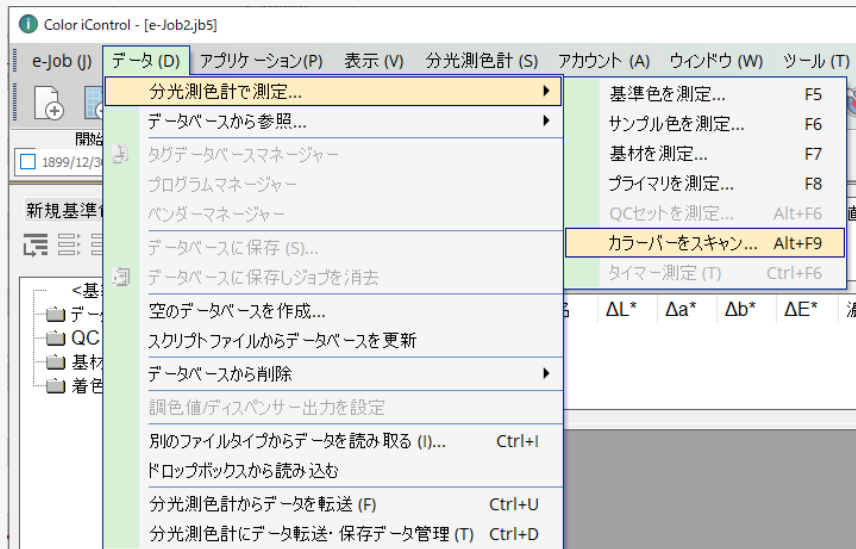 Color iControl - [e-Job2.jb5]
e-Job (J) データ (D) アプリケーション(P) 表示 (V) 分光測色計 (S) アカウント (A) ウィンドウ (W) ツール (T)
分光測色計で測定...
データベースから参照...
タグデータベースマネージャー
プログラムマネージャー
ベンダーマネージャー
データベースに保存 (S)...
データベースに保存しジョブを消去
空のデータベースを作成...
スクリプトファイルからデータベースを更新
データベースから削除
調色値/ディスペンサー出力を設定
別のファイルタイプからデータを読み取る (I)... Ctrl+I
ドロップボックスから読み込む
分光測色計からデータを転送 (F) Ctrl+U
分光測色計にデータ転送・保存データ管理 (T) Ctrl+D
基準色を測定... F5
サンプル色を測定... F6
基材を測定... F7
プライマリを測定... F8
QCセットを測定... Alt+F6
カラーバーをスキャン... Alt+F9
タイマー測定 (T) Ctrl+F6
開始
1899/12/3
新規基準
<基
デー
QC
基材
着色
ΔL* Δa* Δb* ΔE*